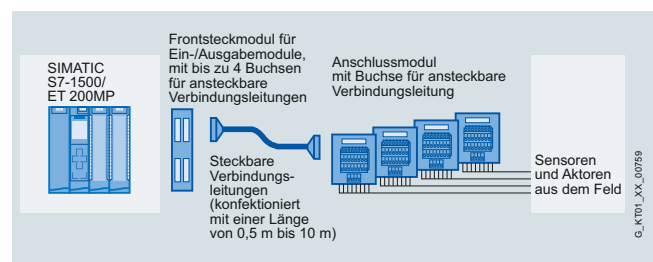 SIMATIC
S7-1500/
ET 200MP
Frontsteckmodul für
Ein-/Ausgabemodule,
mit bis zu 4 Buchsen
für ansteckbare
Verbindungsleitungen
Steckbare
Verbindungs-
leitungen
(konfektioniert
mit einer Länge
von 0,5 m bis 10 m)
Anschlussmodul
mit Buchse für ansteckbare
Verbindungsleitung
Sensoren
und Aktoren
aus dem Feld
G_KT01_XX_00759